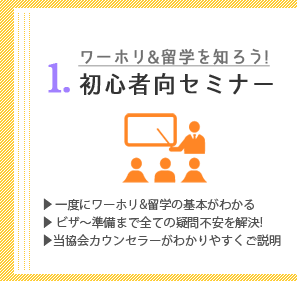 ワーホリ&留学を知ろう!
1. 初心者向セミナー
▶一度にワーホリ&留学の基本がわかる
▶ビザ〜準備まで全ての疑問不安を解決!
▶当協会カウンセラーがわかりやすくご説明